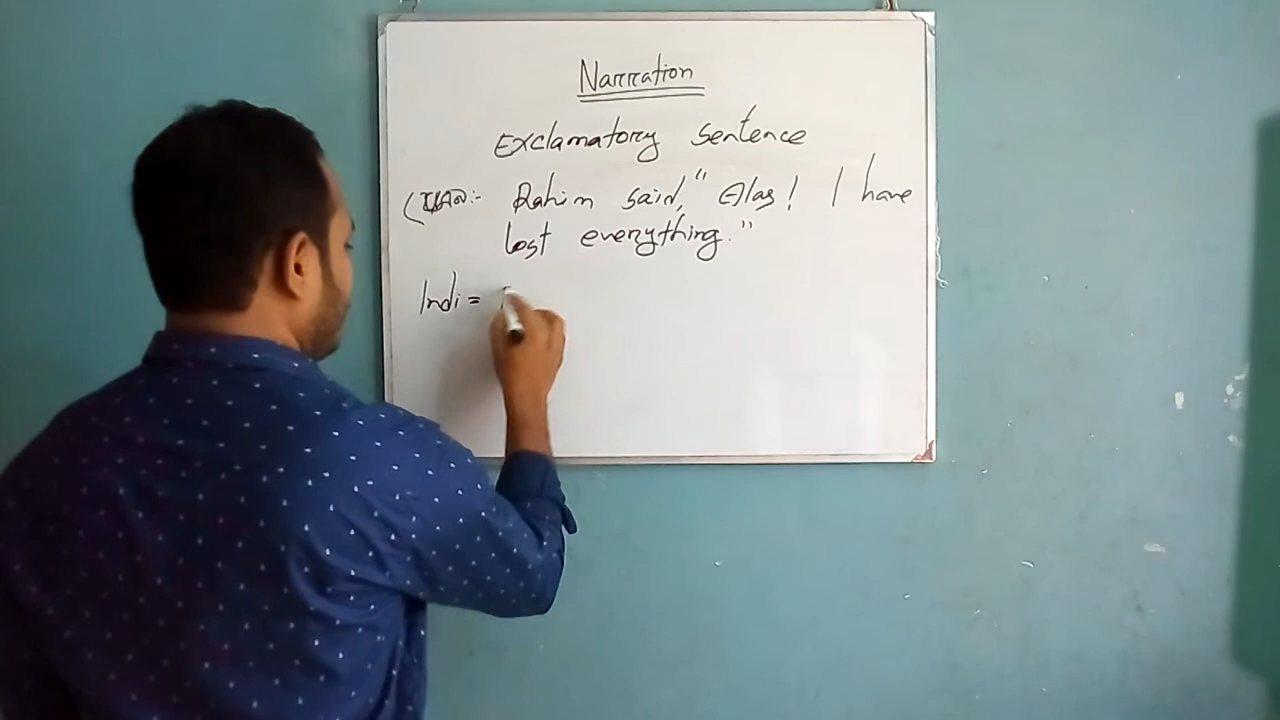 Narration
Exclamatory sentence
Rahim said, "Alas! I have
lost everything."
Indi =